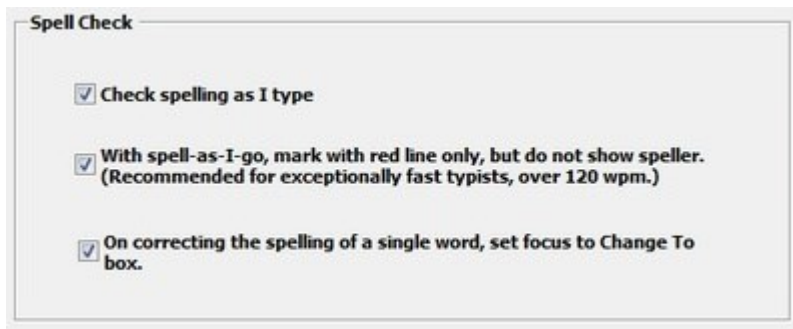 Spell Check
Check spelling as I type
With spell-as-I-go, mark with red line only, but do not show speller.
(Recommended for exceptionally fast typists, over 120 wpm.)
On correcting the spelling of a single word, set focus to Change To
box.